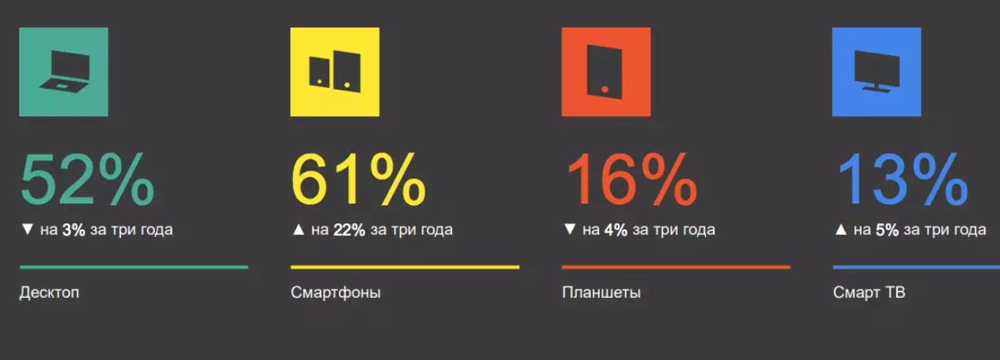 52%
▼ на 3% за три года
Десктоп
61%
▲ на 22% за три года
Смартфоны
16%
▼ на 4% за три года
Планшеты
13%
▲ на 5% за три года
Смарт ТВ